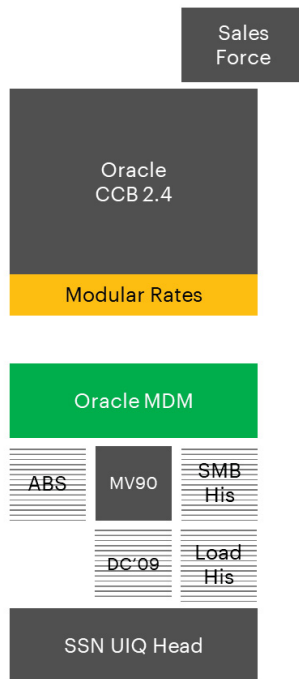 Sales
Force
Oracle
CCB 2.4
Modular Rates
Oracle MDM
ABS
MV90
SMB
His
DC‘09
Load
His
SSN UIQ Head